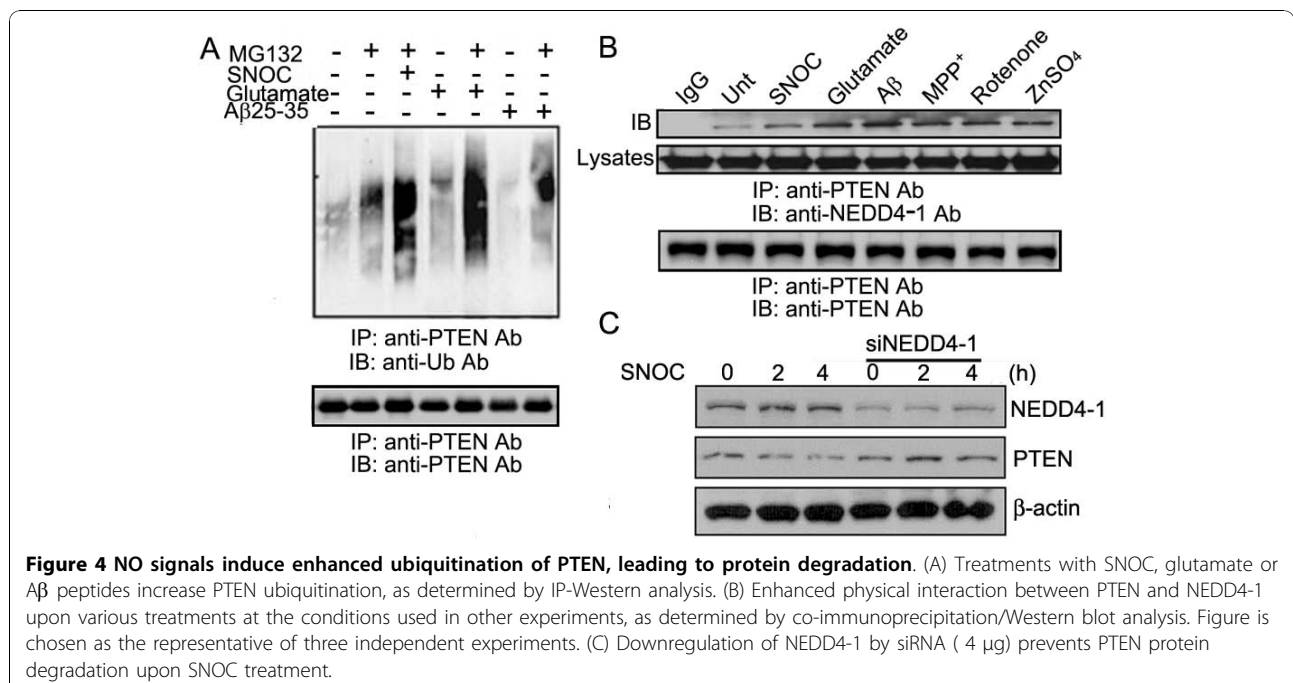 A
MG132 - + + - + - +
SNOC - - + - - - -
Glutamate - - - + + - -
Aβ25-35 - - - - - + +
IP: anti-PTEN Ab
IB: anti-Ub Ab
IP: anti-PTEN Ab
IB: anti-PTEN Ab
B
IgG Unt SNOC Glutamate Aβ MPP⁺ Rotenone ZnSO₄
IB
Lysates
IP: anti-PTEN Ab
IB: anti-NEDD4-1 Ab
IP: anti-PTEN Ab
IB: anti-PTEN Ab
C
siNEDD4-1
SNOC 0 2 4 0 2 4 (h)
NEDD4-1
PTEN
β-actin
Figure 4 NO signals induce enhanced ubiquitination of PTEN, leading to protein degradation. (A) Treatments with SNOC, glutamate or
Aβ peptides increase PTEN ubiquitination, as determined by IP-Western analysis. (B) Enhanced physical interaction between PTEN and NEDD4-1
upon various treatments at the conditions used in other experiments, as determined by co-immunoprecipitation/Western blot analysis. Figure is
chosen as the representative of three independent experiments. (C) Downregulation of NEDD4-1 by siRNA ( 4 μg) prevents PTEN protein
degradation upon SNOC treatment.